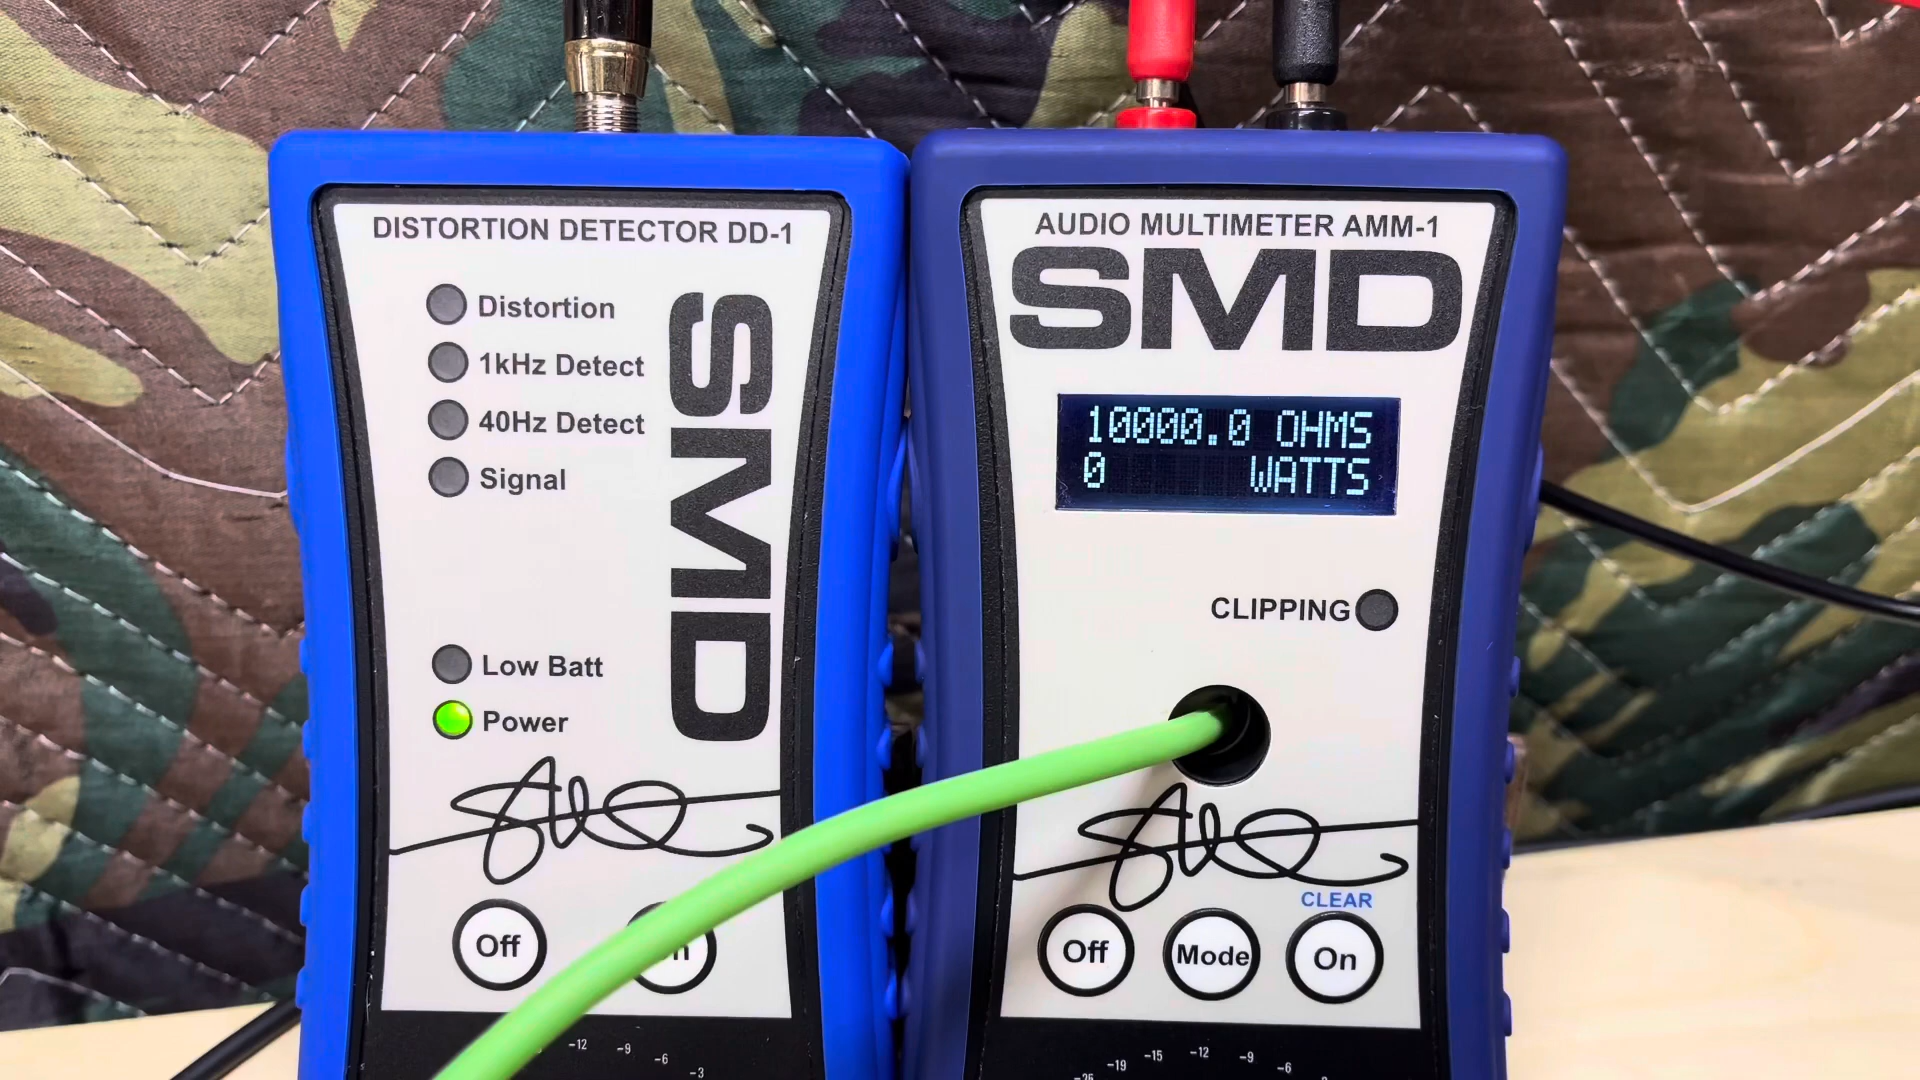 DISTORTION DETECTOR DD-1
Distortion
1kHz Detect
40Hz Detect
Signal
SMD
Low Batt
Power
Off
-12 -9 -6 -3
AUDIO MULTIMETER AMM-1
SMD
10000.0 OHMS
0 WATTS
CLIPPING
CLEAR
Off Mode On
-19 -15 -12 -9 -6